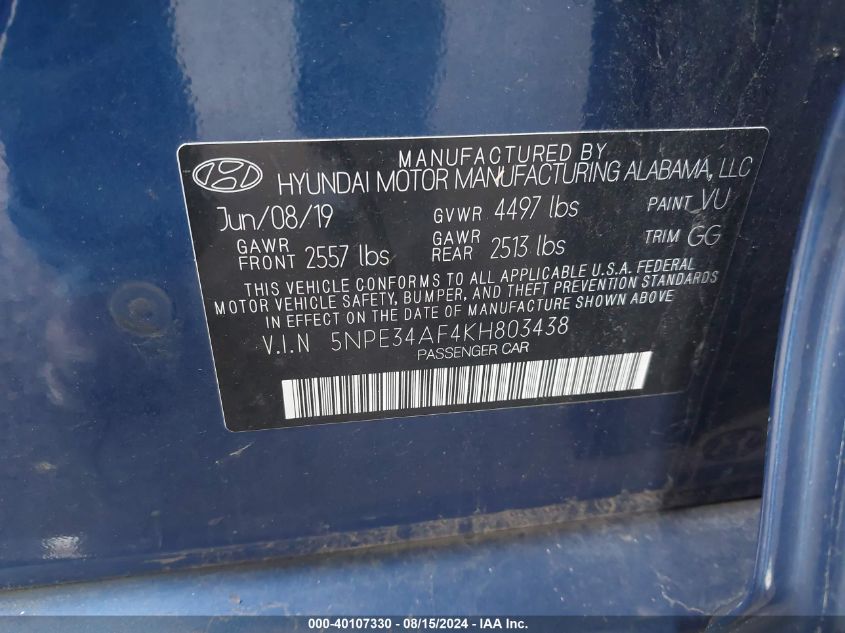 MANUFACTURED BY
HYUNDAI MOTOR MANUFACTURING ALABAMA, LLC
Jun/08/19 GVWR 4497 lbs PAINT VU
GAWR FRONT 2557 lbs GAWR REAR 2513 lbs TRIM GG
THIS VEHICLE CONFORMS TO ALL APPLICABLE U.S.A. FEDERAL
MOTOR VEHICLE SAFETY, BUMPER, AND THEFT PREVENTION STANDARDS
IN EFFECT ON THE DATE OF MANUFACTURE SHOWN ABOVE
V.I.N 5NPE34AF4KH803438
PASSENGER CAR
000-40107330 - 08/15/2024 - IAA Inc.